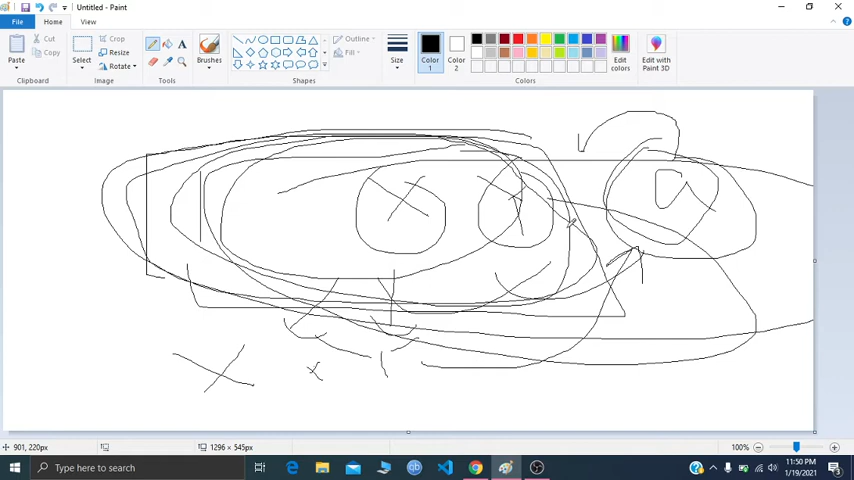 Untitled - Paint
File Home View
Paste Cut Copy
Clipboard
Select Crop Resize Rotate
Image
A
Tools
Brushes
Outline Fill
Shapes
Size
Color 1 Color 2
Edit colors
Colors
Edit with Paint 3D
901, 220px
1296 × 545px
100%
Type here to search
qb
11:50 PM
1/19/2021
3